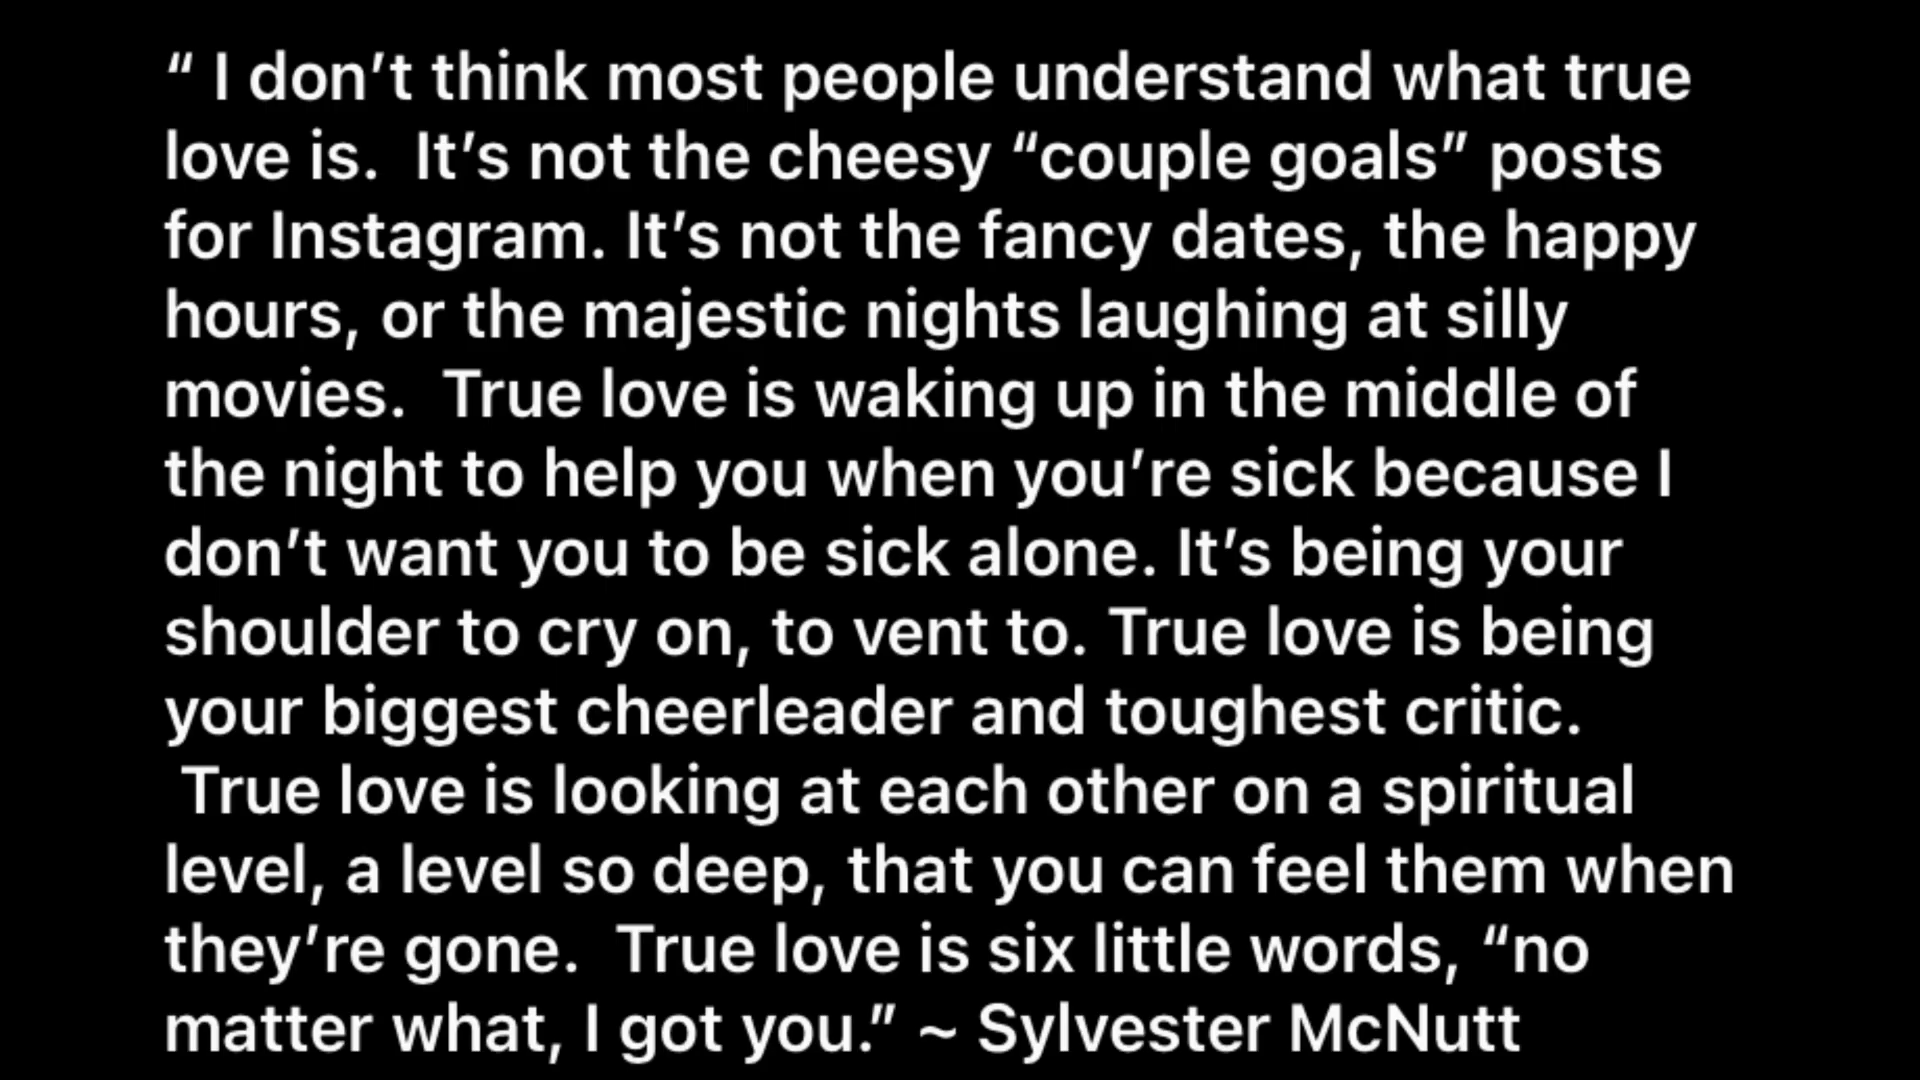 “ I don’t think most people understand what true
love is.  It’s not the cheesy “couple goals” posts
for Instagram. It’s not the fancy dates, the happy
hours, or the majestic nights laughing at silly
movies.  True love is waking up in the middle of
the night to help you when you’re sick because I
don’t want you to be sick alone. It’s being your
shoulder to cry on, to vent to. True love is being
your biggest cheerleader and toughest critic.
True love is looking at each other on a spiritual
level, a level so deep, that you can feel them when
they’re gone.  True love is six little words, “no
matter what, I got you.” ~ Sylvester McNutt